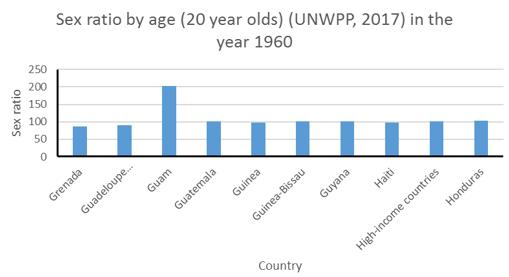 Sex ratio by age (20 year olds) (UNWPP, 2017) in the
year 1960
250
200
150
100
50
0
Sex ratio
Grenada
Guadeloupe...
Guam
Guatemala
Guinea
Guinea-Bissau
Guyana
Haiti
High-income countries
Honduras
Country